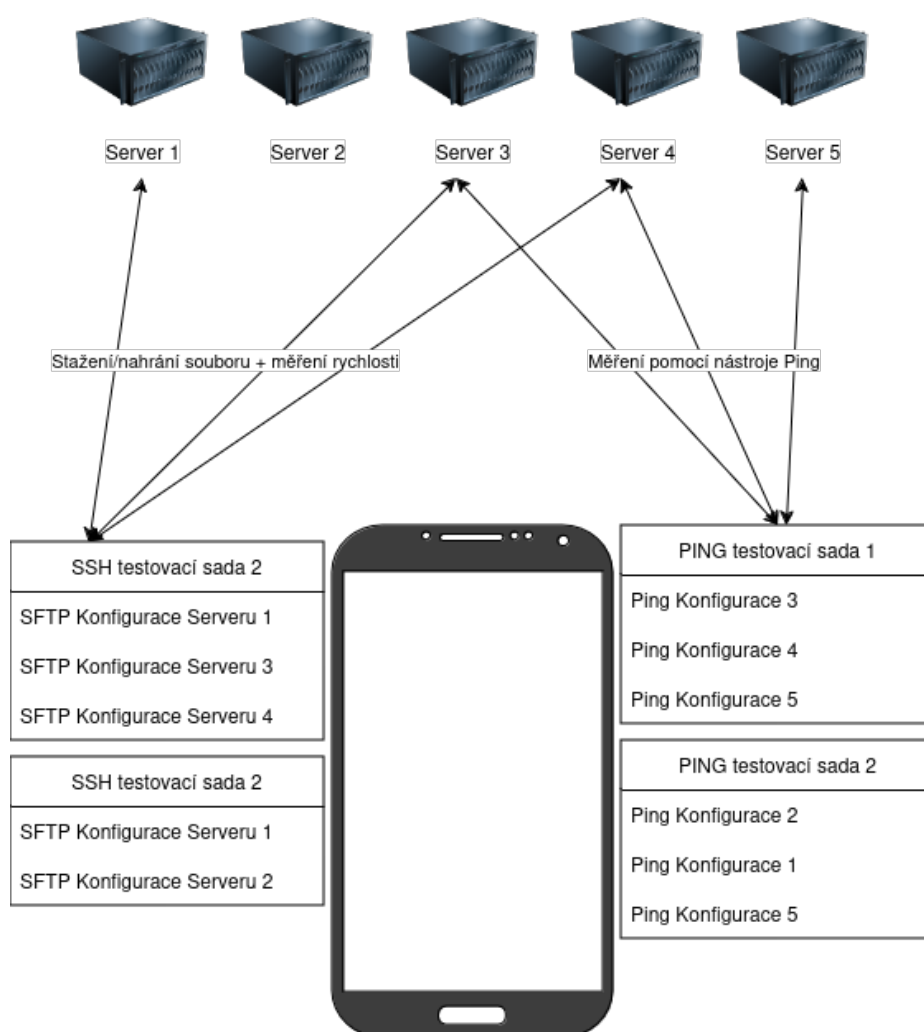 Server 1
Server 2
Server 3
Server 4
Server 5
Stažení/nahrání souboru + měření rychlosti
Měření pomocí nástroje Ping
SSH testovací sada 2
SFTP Konfigurace Serveru 1
SFTP Konfigurace Serveru 3
SFTP Konfigurace Serveru 4
SSH testovací sada 2
SFTP Konfigurace Serveru 1
SFTP Konfigurace Serveru 2
PING testovací sada 1
Ping Konfigurace 3
Ping Konfigurace 4
Ping Konfigurace 5
PING testovací sada 2
Ping Konfigurace 2
Ping Konfigurace 1
Ping Konfigurace 5